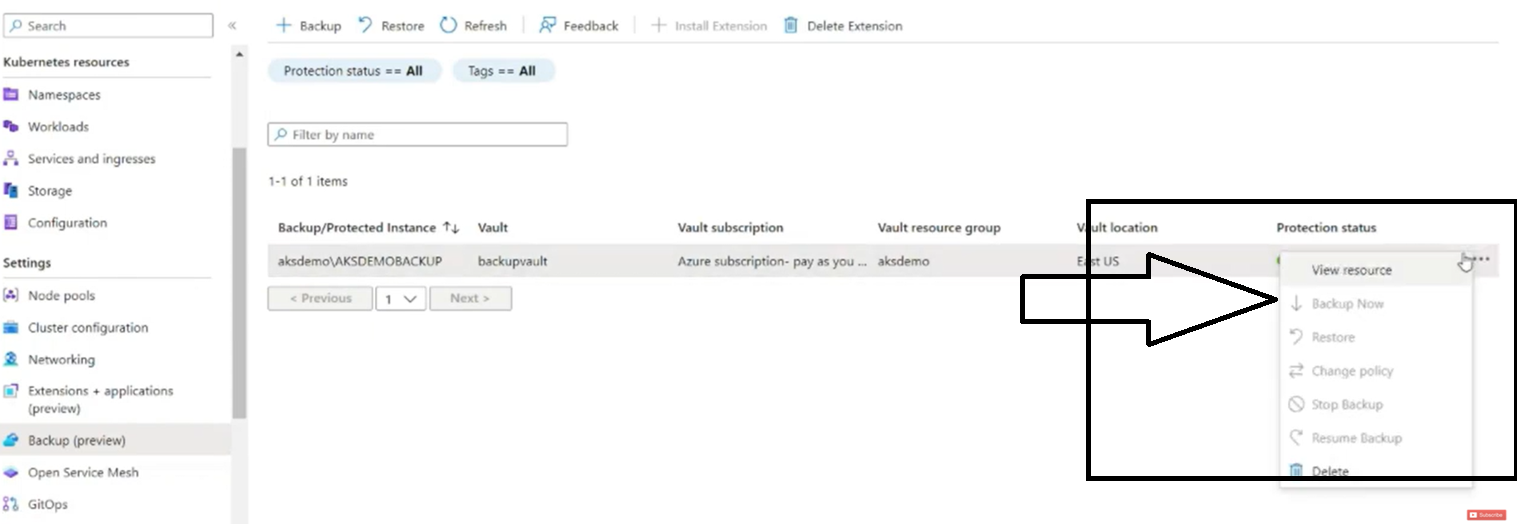 Search
«
Backup
Restore
Refresh
Feedback
Install Extension
Delete Extension
Kubernetes resources
Namespaces
Workloads
Services and ingresses
Storage
Configuration
Settings
Node pools
Cluster configuration
Networking
Extensions + applications
(preview)
Backup (preview)
Open Service Mesh
GitOps
Protection status == All
Tags == All
Filter by name
1-1 of 1 items
Backup/Protected Instance ↑↓ Vault Vault subscription Vault resource group Vault location Protection status
aksdemo\AKSDEMOBACKUP backupvault Azure subscription- pay as you ... aksdemo East US
< Previous 1 Next >
View resource
Backup Now
Restore
Change policy
Stop Backup
Resume Backup
Delete
Subscribe